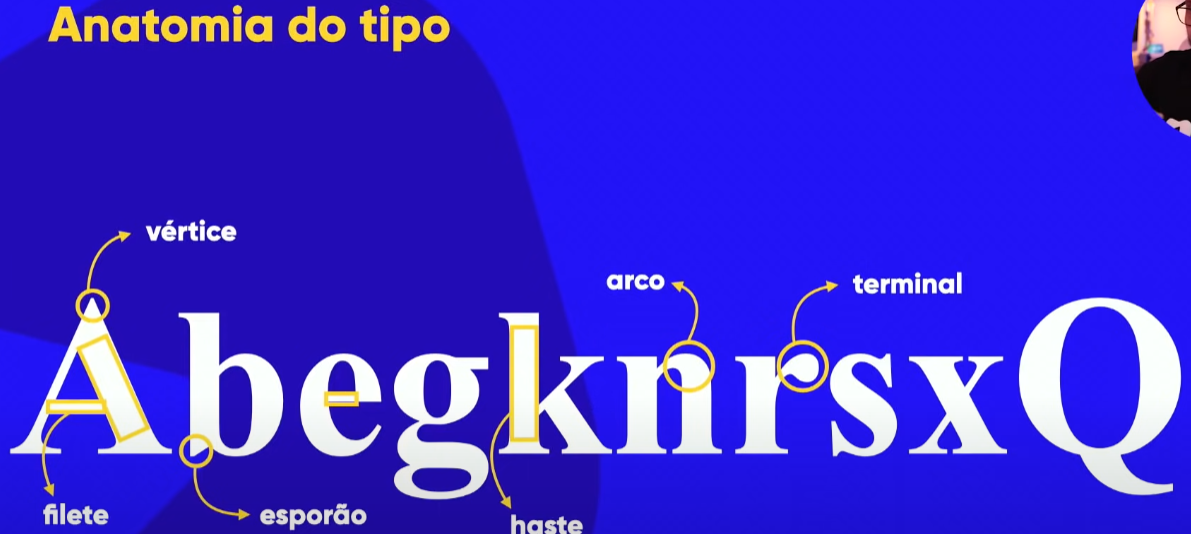 Anatomia do tipo
vértice
arco
terminal
AbegknrsxQ
filete
esporão
haste